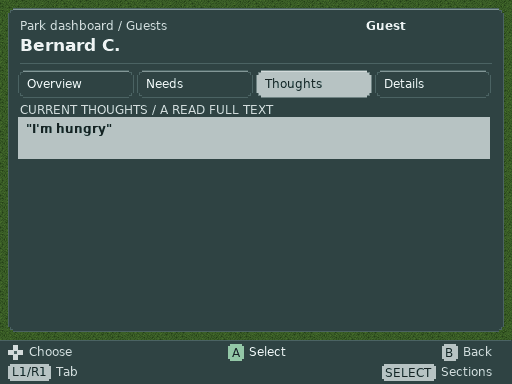 Park dashboard / Guests
Guest
Bernard C.
Overview
Needs
Thoughts
Details
CURRENT THOUGHTS / A READ FULL TEXT
"I'm hungry"
Choose
A Select
B Back
L1/R1 Tab
SELECT Sections